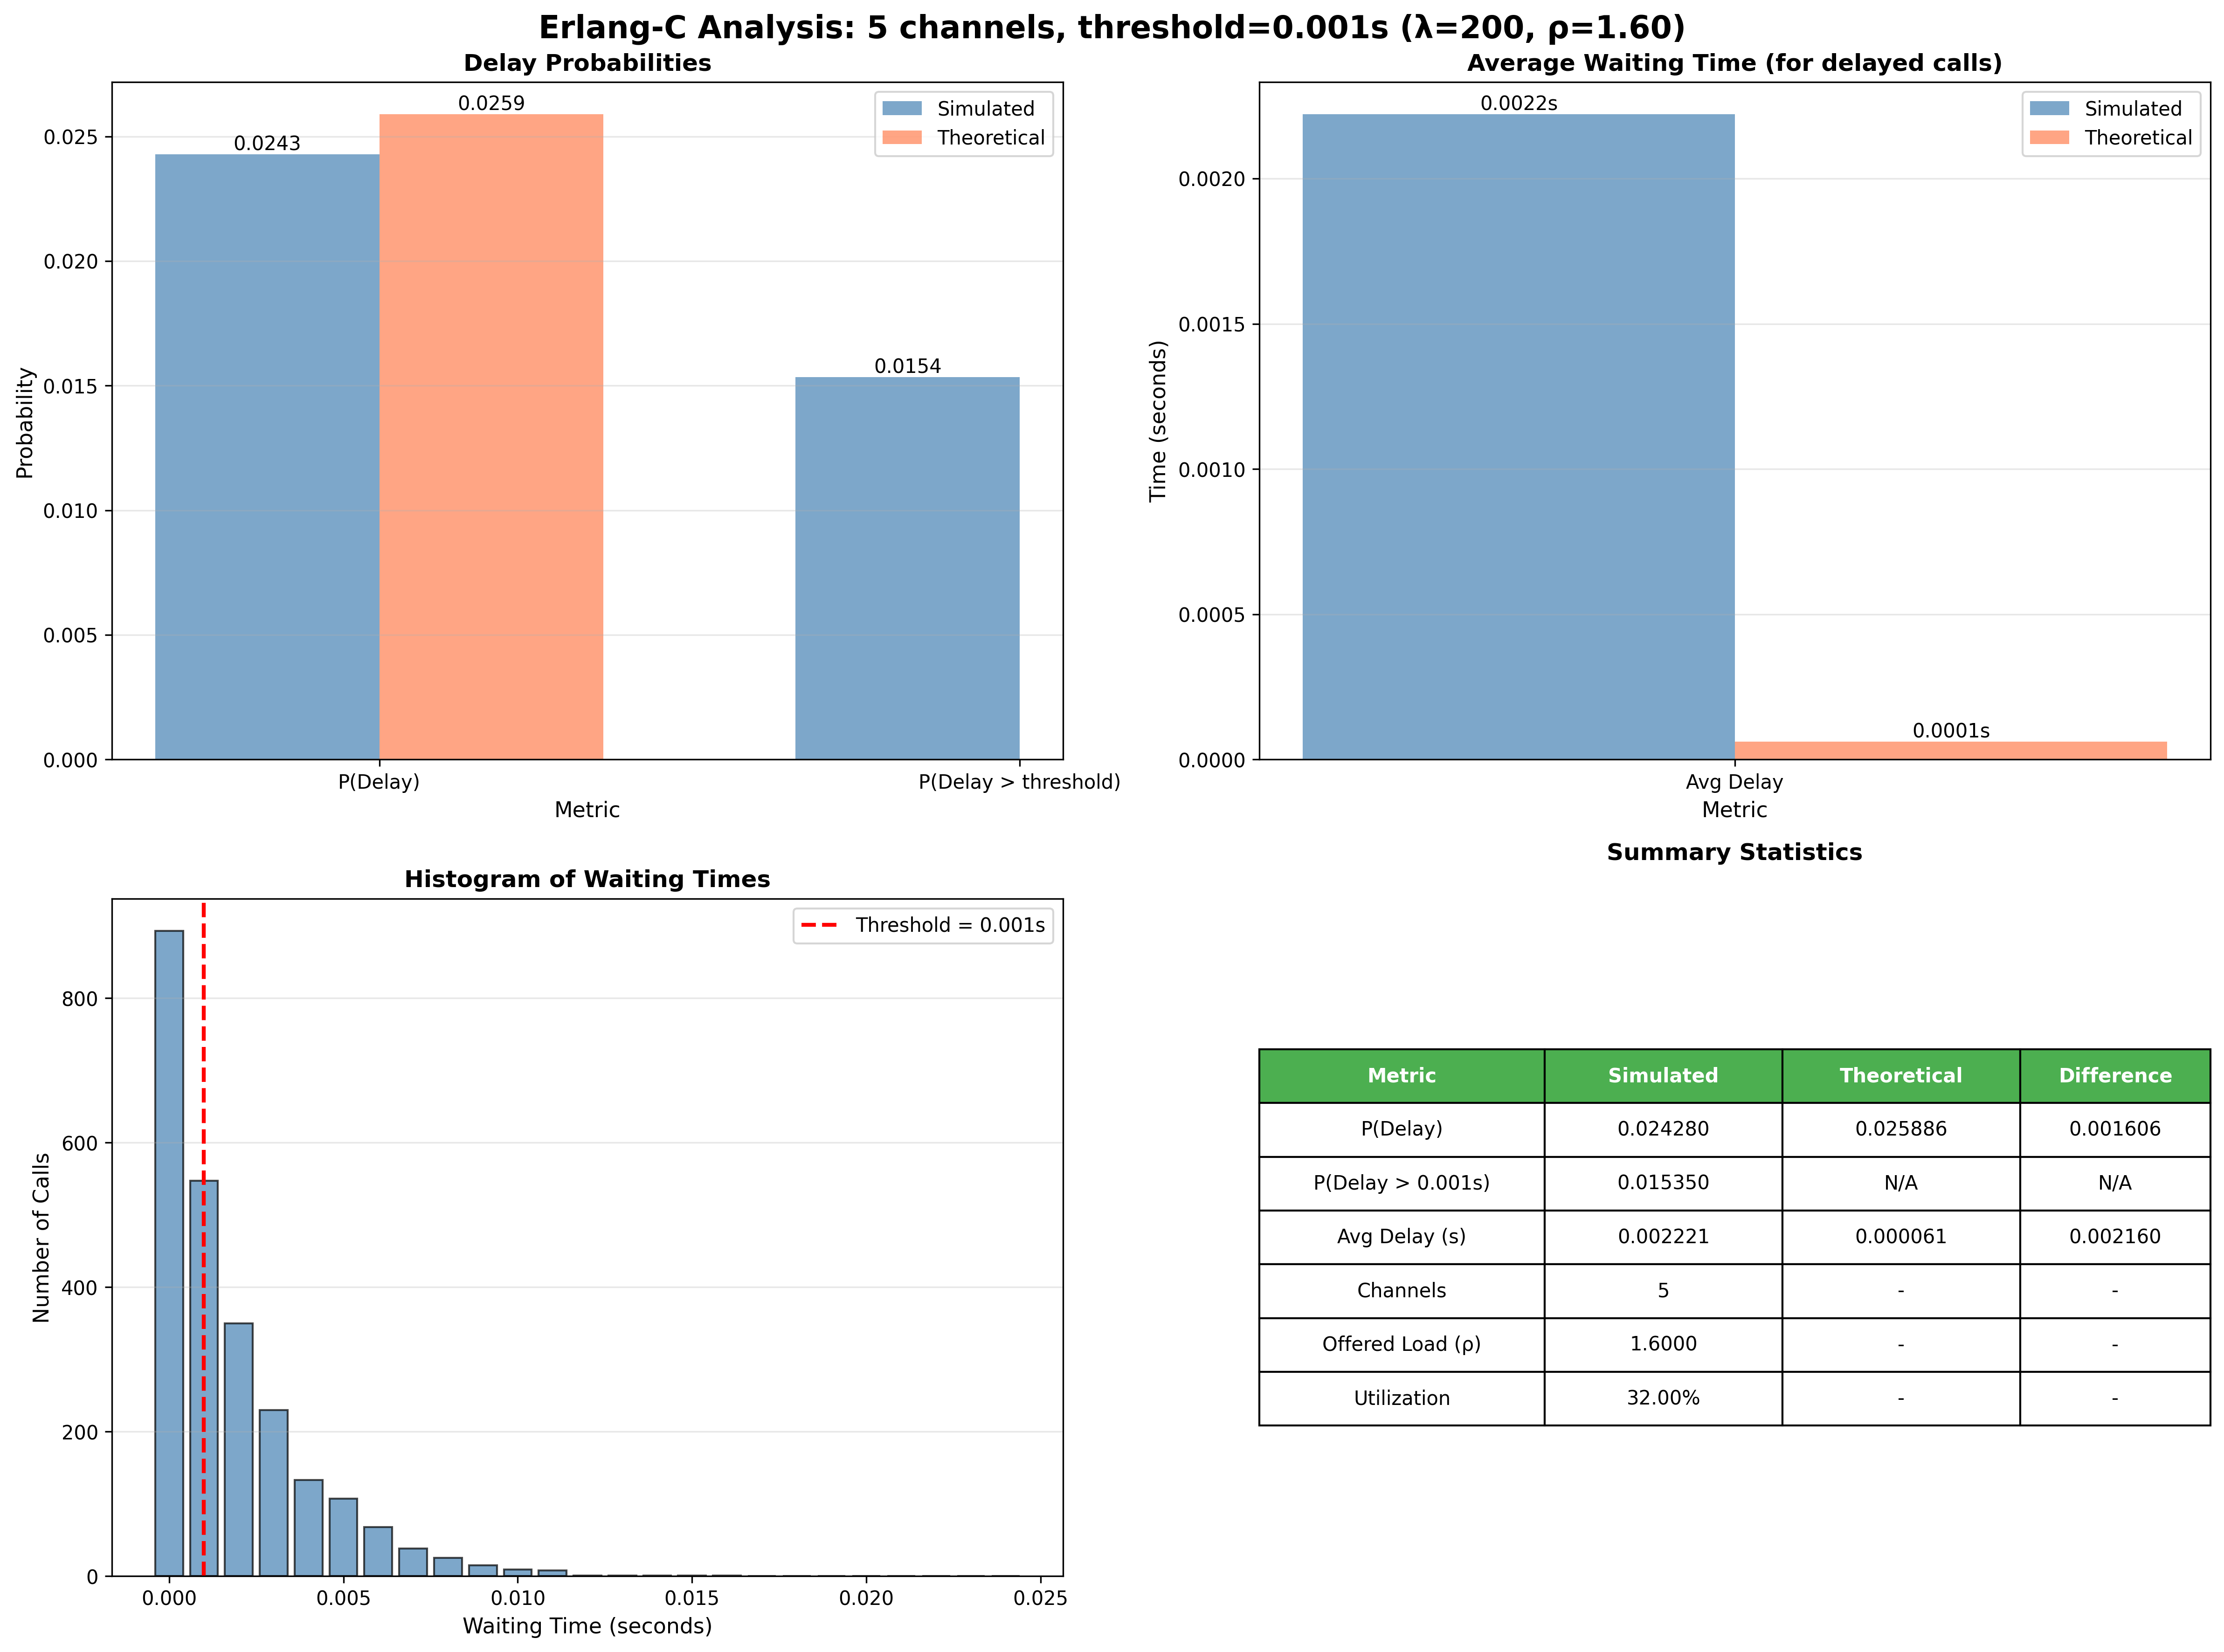 Erlang-C Analysis: 5 channels, threshold=0.001s (λ=200, ρ=1.60)
Delay Probabilities
0.0243
0.0259
0.0154
Simulated
Theoretical
0.025
0.020
0.015
0.010
0.005
0.000
Probability
P(Delay)
P(Delay > threshold)
Metric
Average Waiting Time (for delayed calls)
0.0022s
0.0001s
Simulated
Theoretical
0.0020
0.0015
0.0010
0.0005
0.0000
Time (seconds)
Avg Delay
Metric
Histogram of Waiting Times
Threshold = 0.001s
800
600
400
200
0
Number of Calls
0.000 0.005 0.010 0.015 0.020 0.025
Waiting Time (seconds)
Summary Statistics
Metric Simulated Theoretical Difference
P(Delay) 0.024280 0.025886 0.001606
P(Delay > 0.001s) 0.015350 N/A N/A
Avg Delay (s) 0.002221 0.000061 0.002160
Channels 5 - -
Offered Load (ρ) 1.6000 - -
Utilization 32.00% - -